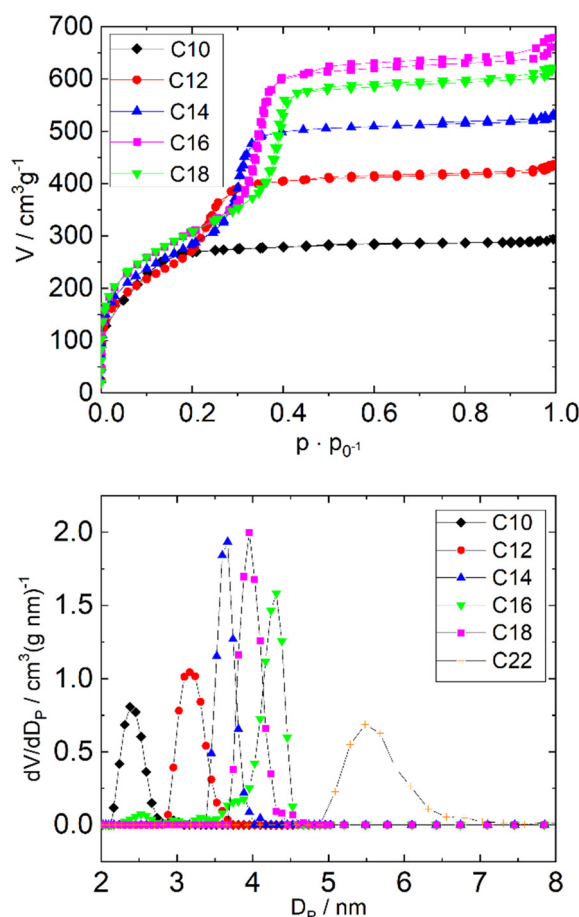 700
600
500
400
300
200
100
0
V / cm³g⁻¹
C10
C12
C14
C16
C18
0.0 0.2 0.4 0.6 0.8 1.0
p · p₀₋₁
2.0
1.5
1.0
0.5
0.0
dV/dDₚ / cm³(g nm)⁻¹
C10
C12
C14
C16
C18
C22
2 3 4 5 6 7 8
Dₚ / nm